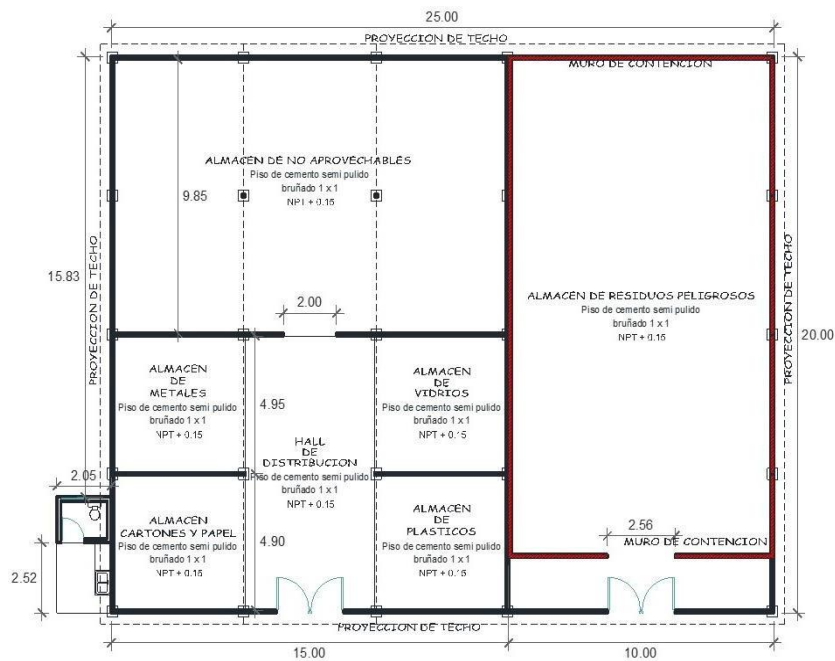 25.00
PROYECCION DE TECHO
MURO DE CONTENCION
ALMACEN DE NO APROVECHABLES
Piso de cemento semi pulido
bruñado 1 x 1
NPT + 0.15
9.85
15.83
PROYECCION DE TECHO
2.00
ALMACEN DE RESIDUOS PELIGROSOS
Piso de cemento semi pulido
bruñado 1 x 1
NPT + 0.15
PROYECCION DE TECHO
20.00
ALMACEN
DE
METALES
Piso de cemento semi pulido
bruñado 1 x 1
NPT + 0.15
4.95
ALMACEN
DE
VIDRIOS
Piso de cemento semi pulido
bruñado 1 x 1
NPT + 0.15
HALL
DE
DISTRIBUCION
Piso de cemento semi pulido
bruñado 1 x 1
NPT + 0.15
2.05
ALMACEN
CARTONES Y PAPEL
Piso de cemento semi pulido
bruñado 1 x 1
NPT + 0.15
4.90
ALMACEN
DE
PLASTICOS
Piso de cemento semi pulido
bruñado 1 x 1
NPT + 0.15
2.56
MURO DE CONTENCION
2.52
PROYECCION DE TECHO
15.00
10.00